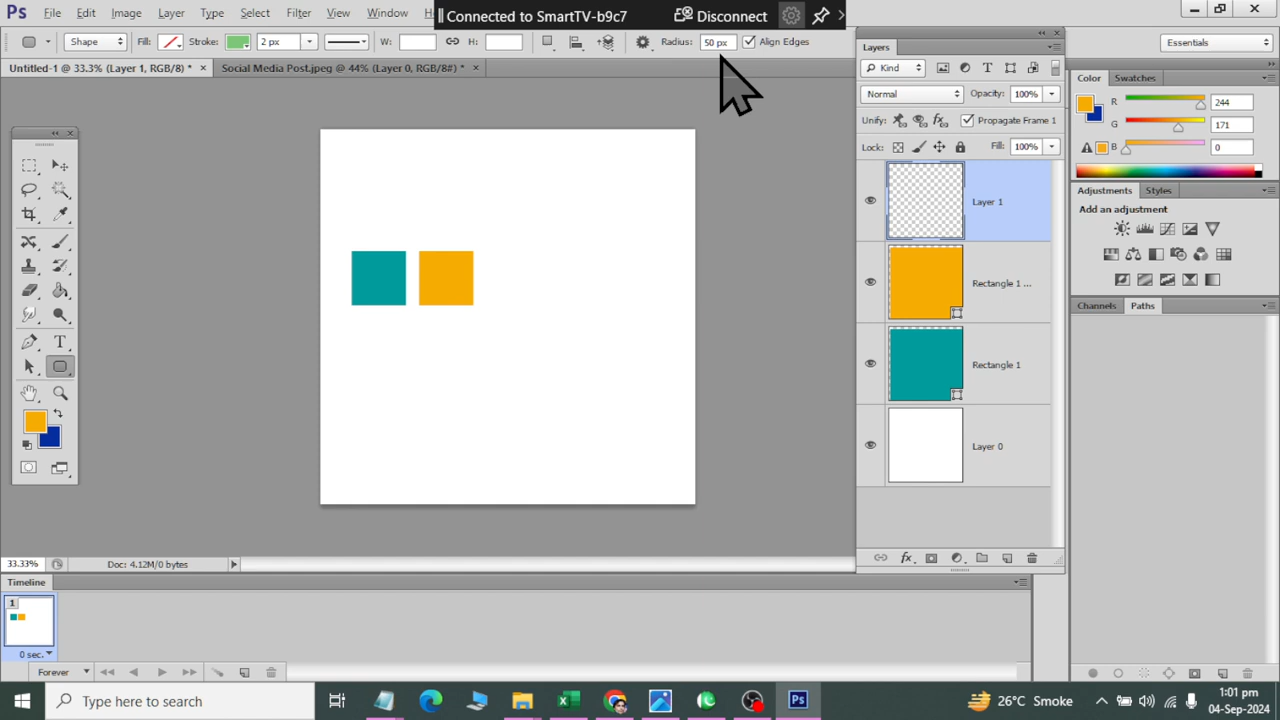 Ps File Edit Image Layer Type Select Filter View Window H
Connected to SmartTV-b9c7 Disconnect
Shape Fill: Stroke: 2 px W: H: Radius: 50 px Align Edges
Essentials
Untitled-1 @ 33.3% (Layer 1, RGB/8) * × Social Media Post.jpeg @ 44% (Layer 0, RGB/8#) * ×
Layers
Kind
Normal Opacity: 100%
Unify: Propagate Frame 1
Lock: Fill: 100%
Layer 1
Rectangle 1 ...
Rectangle 1
Layer 0
Color Swatches
R 244
G 171
B 0
Adjustments Styles
Add an adjustment
Channels Paths
T
33.33% Doc: 4.12M/0 bytes
Timeline
1
0 sec.
Forever
Type here to search
26°C Smoke
1:01 pm
04-Sep-2024